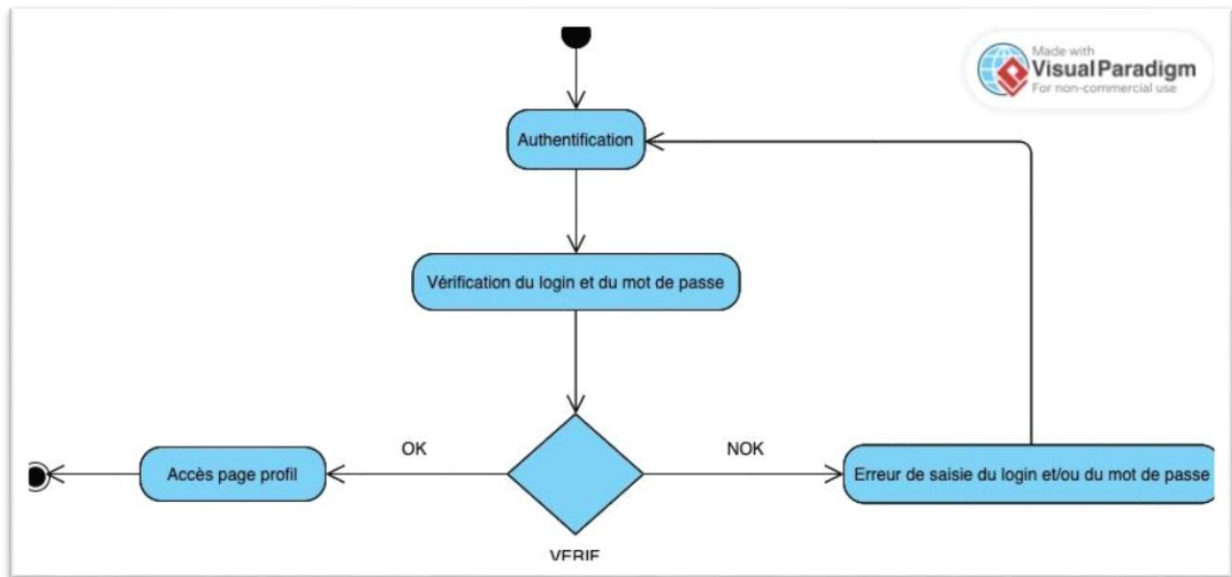 Made with
Visual Paradigm
For non-commercial use
Authentification
Vérification du login et du mot de passe
OK
NOK
Accès page profil
Erreur de saisie du login et/ou du mot de passe
VERIF